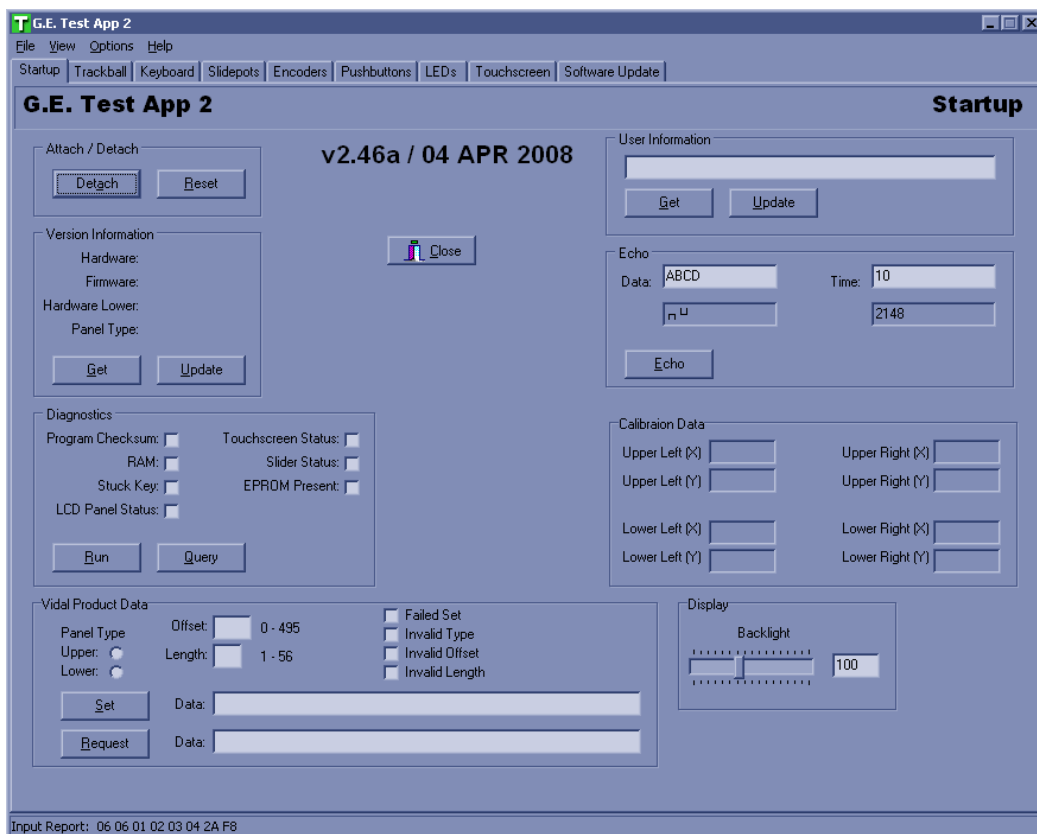 G.E. Test App 2
File View Options Help
Startup Trackball Keyboard Slidepots Encoders Pushbuttons LEDs Touchscreen Software Update
G.E. Test App 2 Startup
v2.46a / 04 APR 2008
Attach / Detach
Detach Reset
User Information
Get Update
Version Information
Hardware:
Firmware:
Hardware Lower:
Panel Type:
Get Update
Close
Echo
Data: ABCD Time: 10
2148
Echo
Diagnostics
Program Checksum: Touchscreen Status:
RAM: Slider Status:
Stuck Key: EPROM Present:
LCD Panel Status:
Run Query
Calibraion Data
Upper Left (X) Upper Right (X)
Upper Left (Y) Upper Right (Y)
Lower Left (X) Lower Right (X)
Lower Left (Y) Lower Right (Y)
Vidal Product Data
Panel Type
Upper:
Lower:
Offset: 0 - 495
Length: 1 - 56
Failed Set
Invalid Type
Invalid Offset
Invalid Length
Set Data:
Request Data:
Display
Backlight
100
Input Report: 06 06 01 02 03 04 2A F8